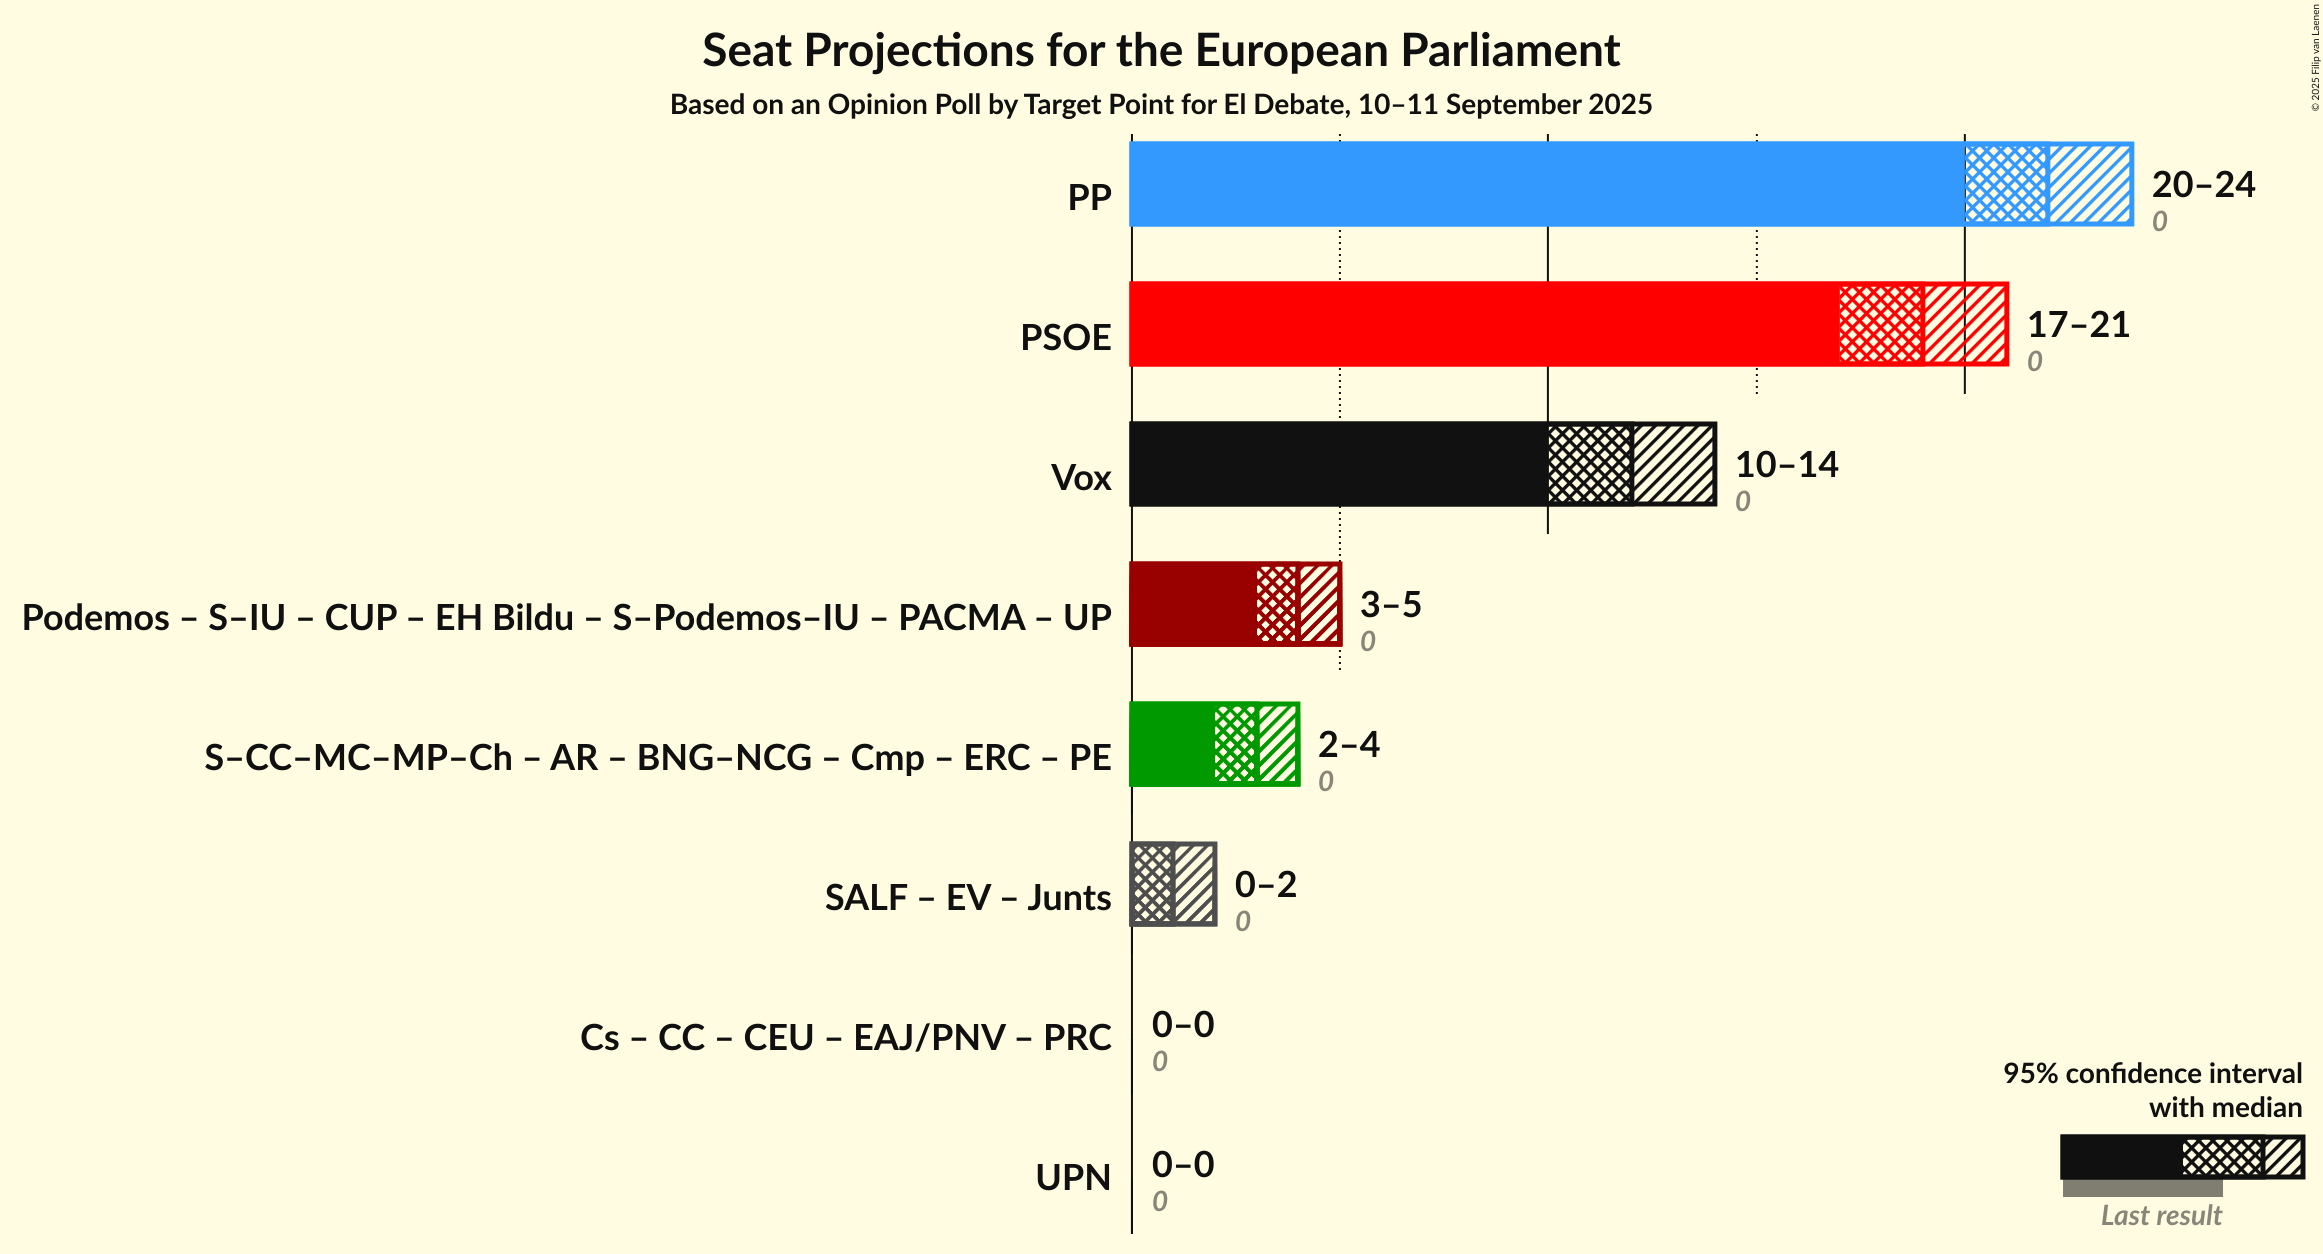 Seat Projections for the European Parliament
Based on an Opinion Poll by Target Point for El Debate, 10–11 September 2025
© 2025 Filip van Laenen
PP
20–24
0
PSOE
17–21
0
Vox
10–14
0
Podemos – S–IU – CUP – EH Bildu – S–Podemos–IU – PACMA – UP
3–5
0
S–CC–MC–MP–Ch – AR – BNG–NCG – Cmp – ERC – PE
2–4
0
SALF – EV – Junts
0–2
0
Cs – CC – CEU – EAJ/PNV – PRC
0–0
0
UPN
0–0
0
95% confidence interval
with median
Last result